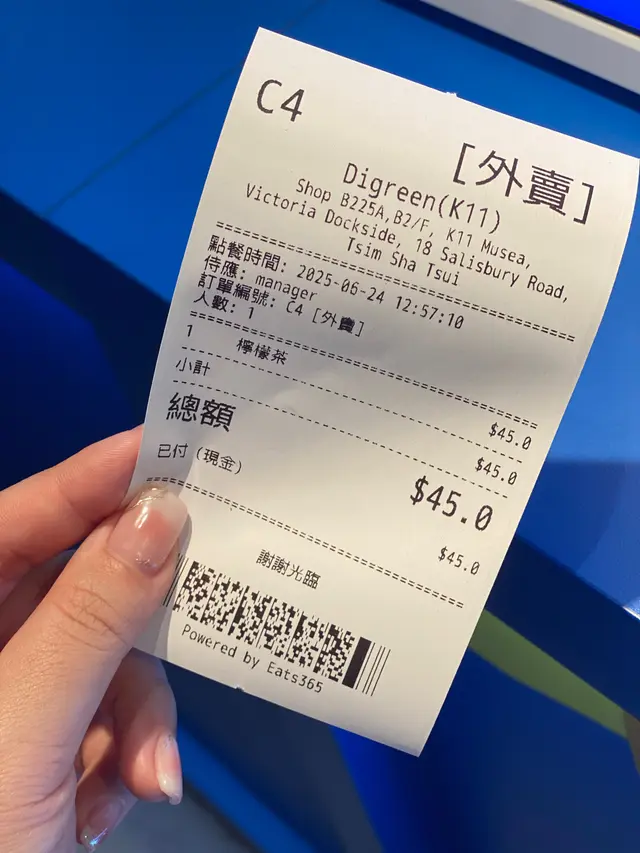 C4
[外賣]
Digreen(K11)
Shop B225A,B2/F, K11 Musea,
Victoria Dockside, 18 Salisbury Road,
Tsim Sha Tsui
點餐時間: 2025-06-24 12:57:10
侍應: manager
訂單編號: C4 [外賣]
人數: 1
1 檸檬茶 $45.0
小計 $45.0
總額 $45.0
已付 (現金) $45.0
謝謝光臨
Powered by Eats365